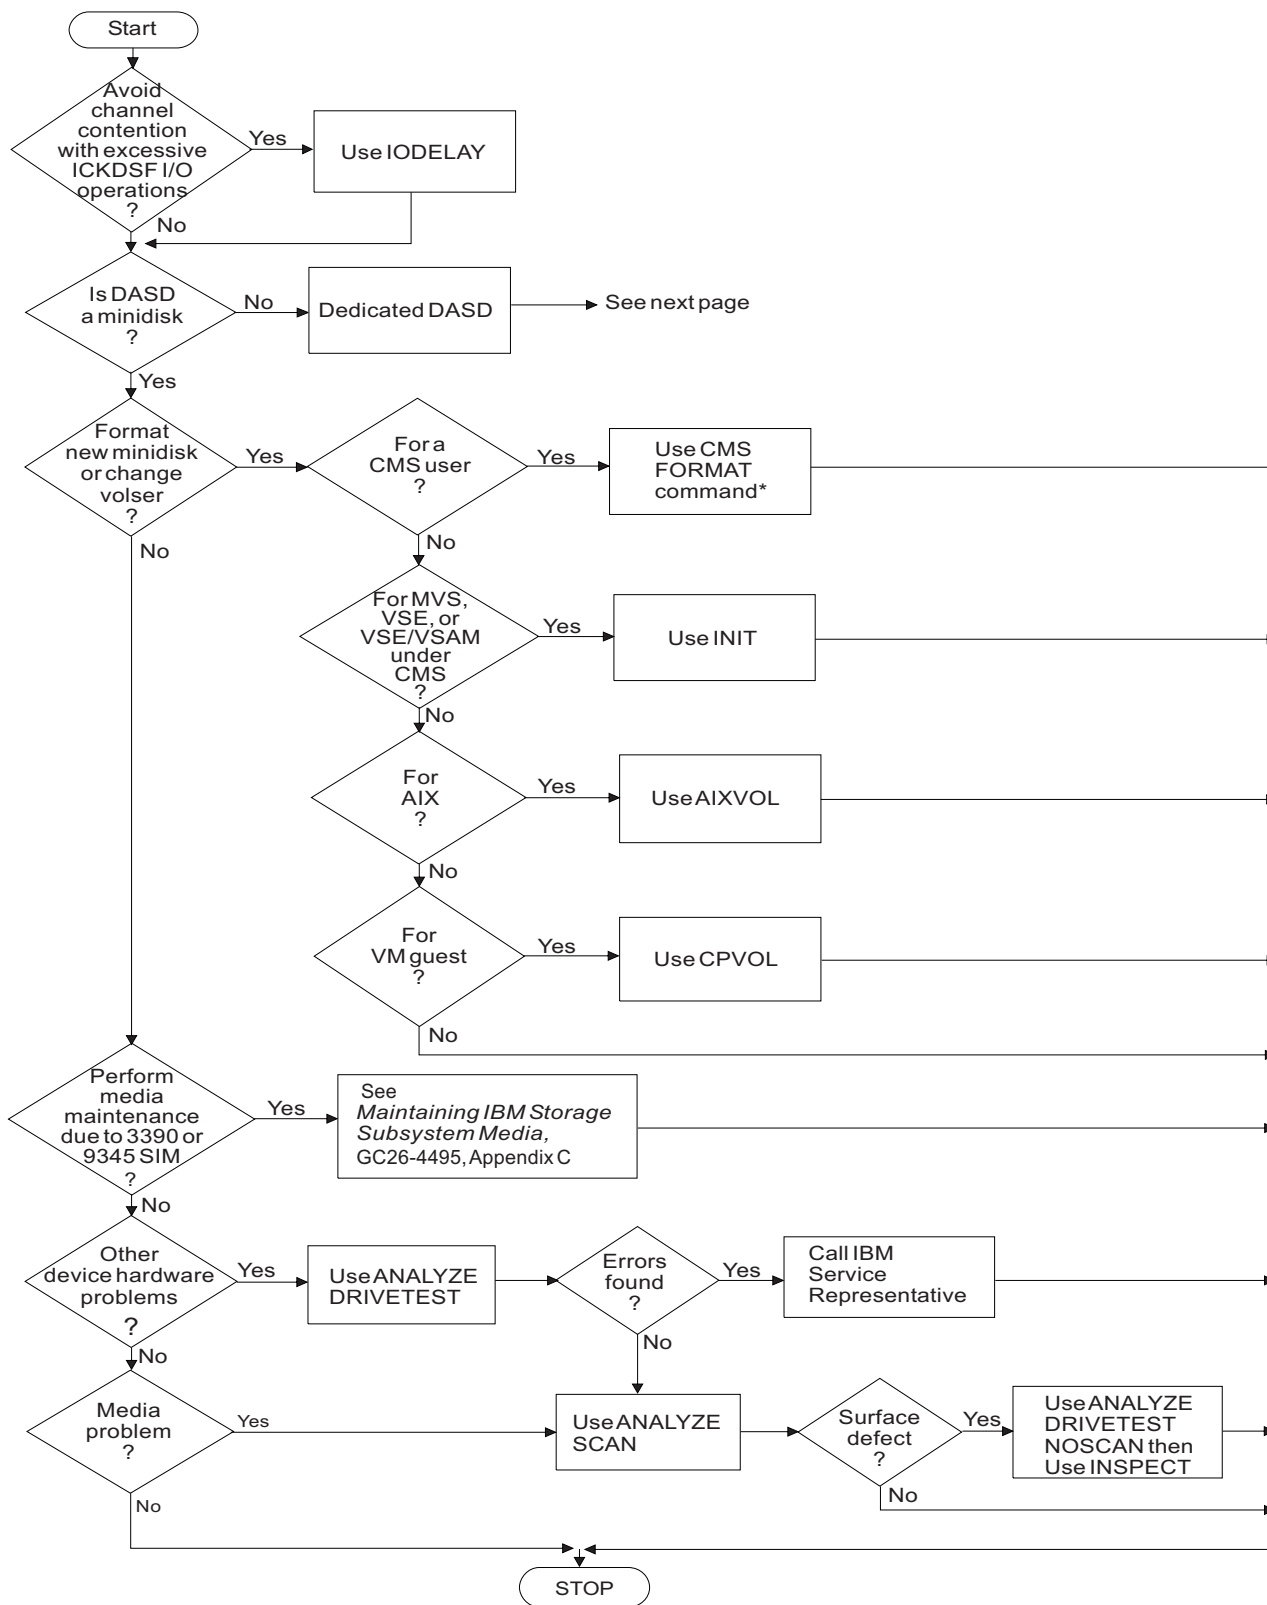 Start
Avoid
channel
contention
with excessive
ICKDSF I/O
operations
?
Yes
Use IODELAY
No
Is DASD
a minidisk
?
No
Dedicated DASD
See next page
Yes
Format
new minidisk
or change
volser
?
Yes
For a
CMS user
?
Yes
Use CMS
FORMAT
command*
No
No
For MVS,
VSE, or
VSE/VSAM
under
CMS
?
Yes
Use INIT
No
For
AIX
?
Yes
Use AIXVOL
No
For
VM guest
?
Yes
Use CPVOL
No
Perform
media
maintenance
due to 3390 or
9345 SIM
?
Yes
See
Maintaining IBM Storage
Subsystem Media,
GC26-4495, Appendix C
No
Other
device hardware
problems
?
Yes
Use ANALYZE
DRIVETEST
Errors
found
?
Yes
Call IBM
Service
Representative
No
No
Media
problem
?
Yes
Use ANALYZE
SCAN
Surface
defect
?
Yes
Use ANALYZE
DRIVETEST
NOSCAN then
Use INSPECT
No
No
STOP